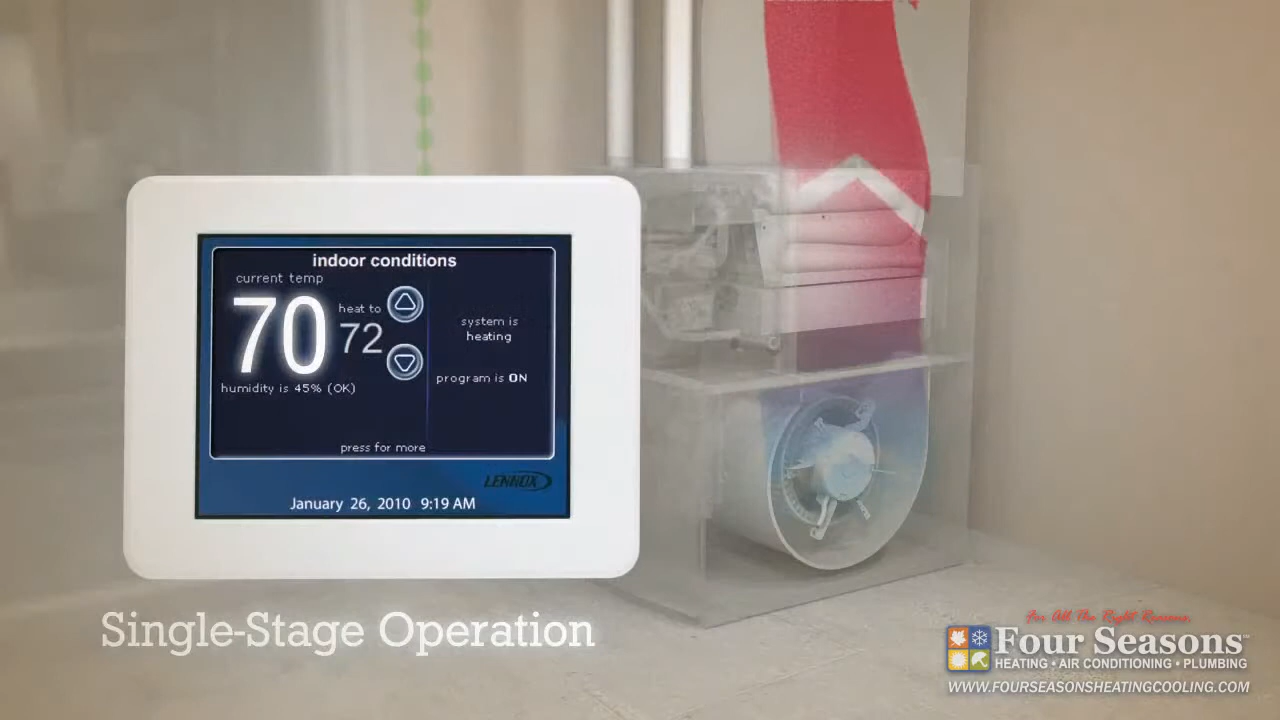 indoor conditions
current temp
70
heat to
72
system is
heating
humidity is 45% (OK)
program is ON
press for more
LENNOX
January 26, 2010 9:19 AM
Single-Stage Operation
For All The Right Reasons.
Four Seasons
HEATING • AIR CONDITIONING • PLUMBING
WWW.FOURSEASONSHEATINGCOOLING.COM